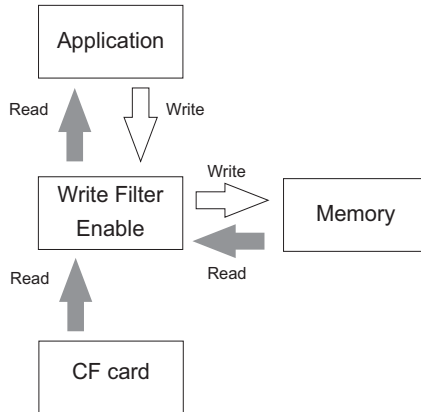 Application
Read
Write
Write
Write Filter
Enable
Memory
Read
Read
CF card